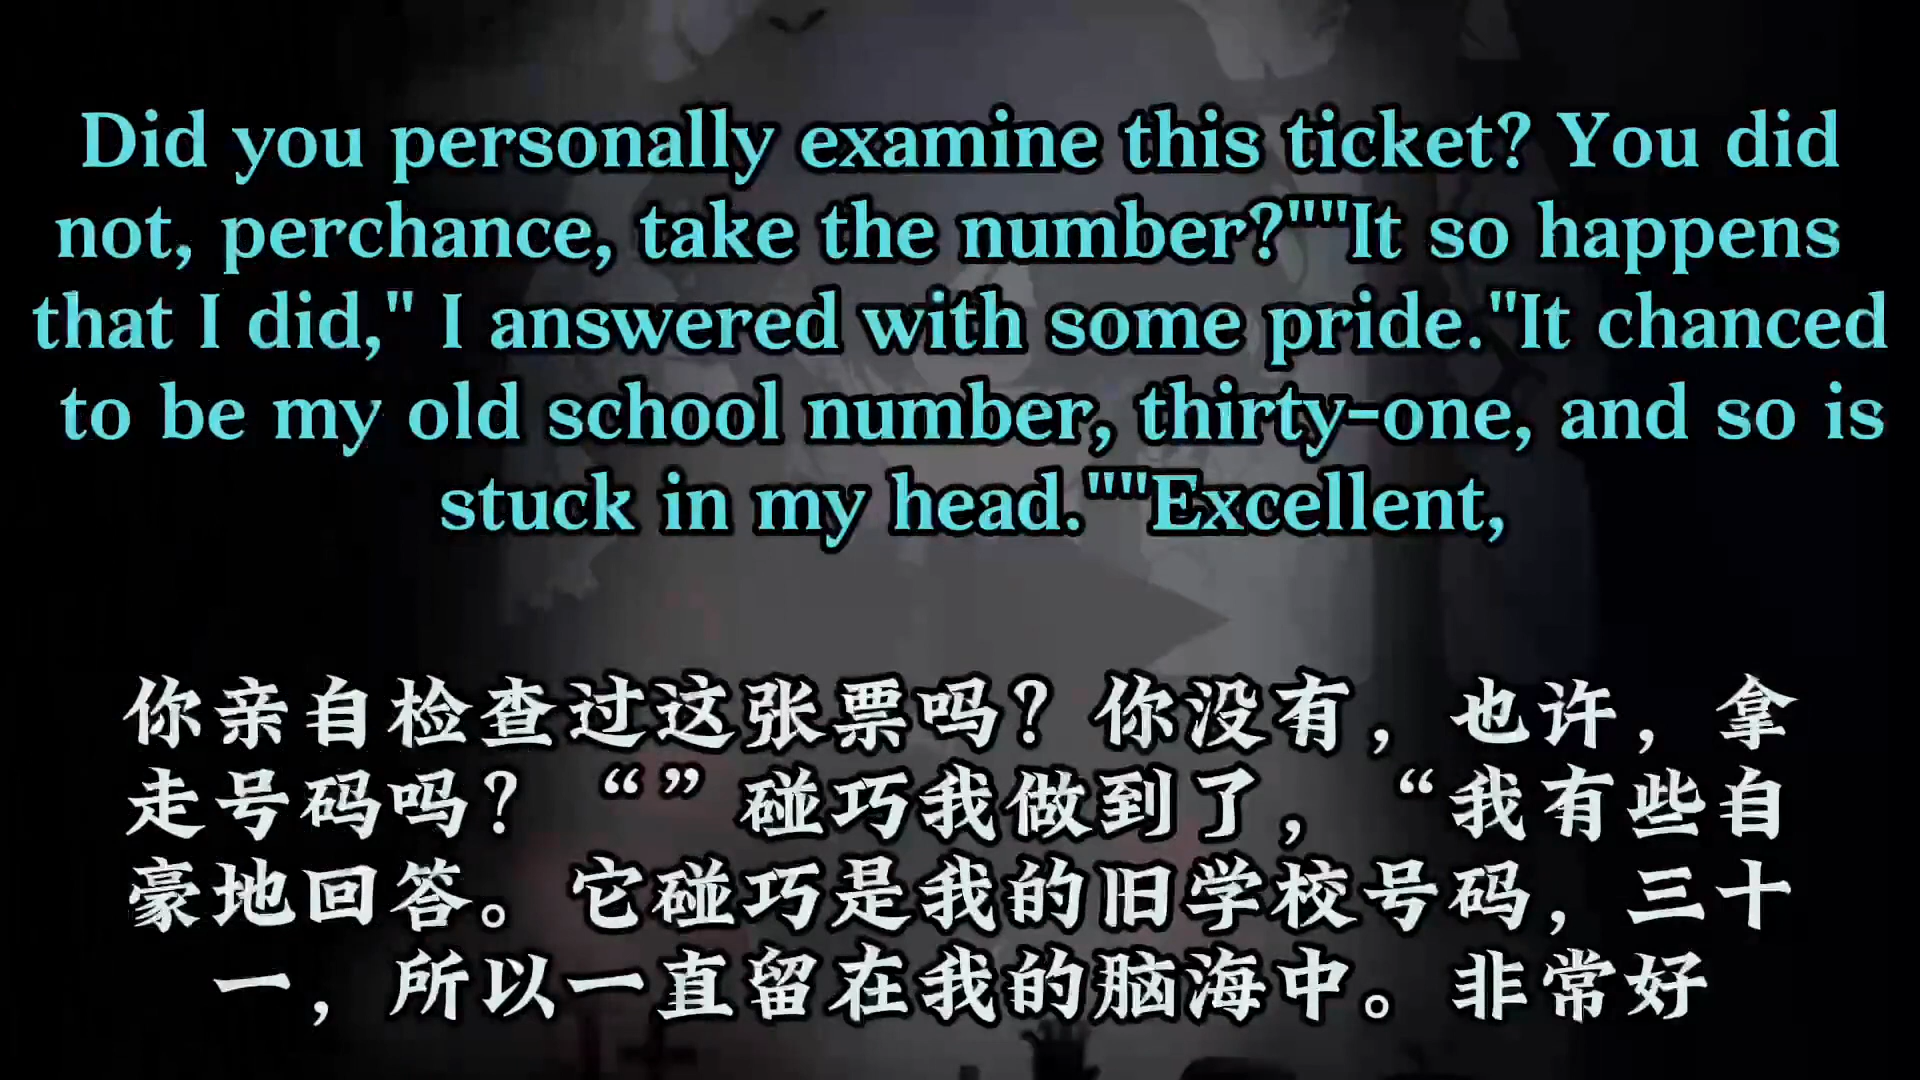 Did you personally examine this ticket? You did
not, perchance, take the number?""It so happens
that I did," I answered with some pride."It chanced
to be my old school number, thirty-one, and so is
stuck in my head.""Excellent,
你亲自检查过这张票吗？你没有，也许，拿
走号码吗？“”碰巧我做到了，“我有些自
豪地回答。它碰巧是我的旧学校号码，三十
一，所以一直留在我的脑海中。非常好